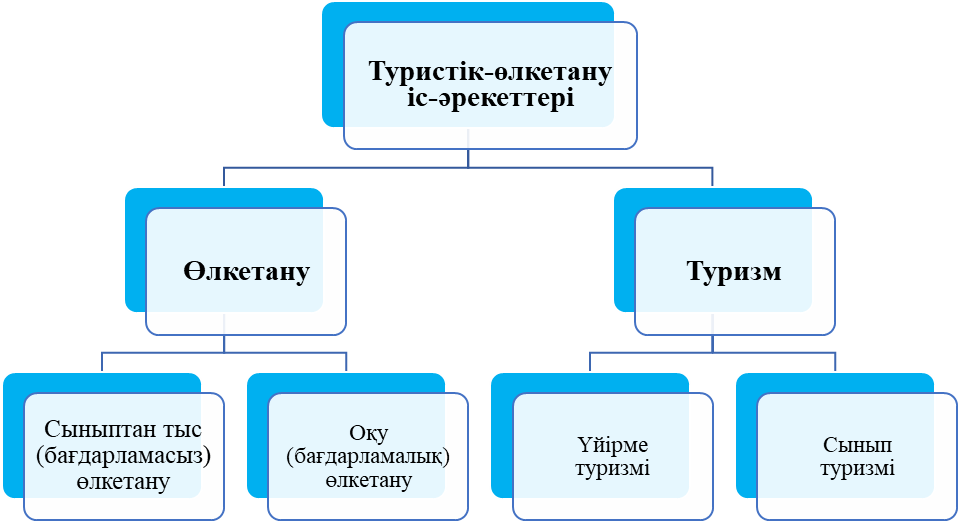 Туристік-өлкетану
іс-әрекеттері
Өлкетану
Туризм
Сыныптан тыс
(бағдарламасыз)
өлкетану
Оқу
(бағдарламалық)
өлкетану
Үйірме
туризмі
Сынып
туризмі